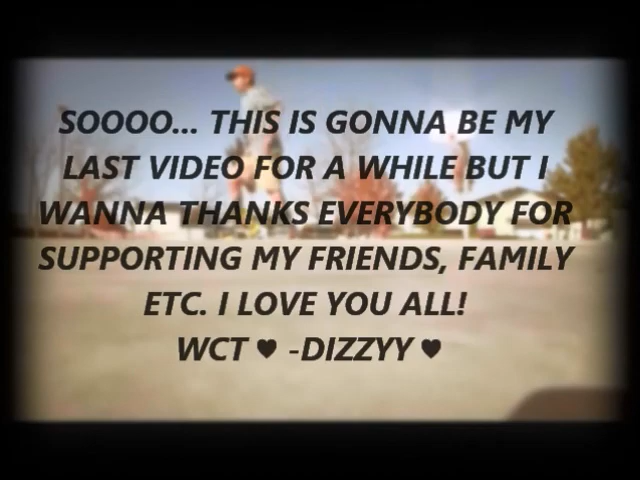 SOOOO... THIS IS GONNA BE MY
LAST VIDEO FOR A WHILE BUT I
WANNA THANKS EVERYBODY FOR
SUPPORTING MY FRIENDS, FAMILY
ETC. I LOVE YOU ALL!
WCT ♥ -DIZZYY ♥